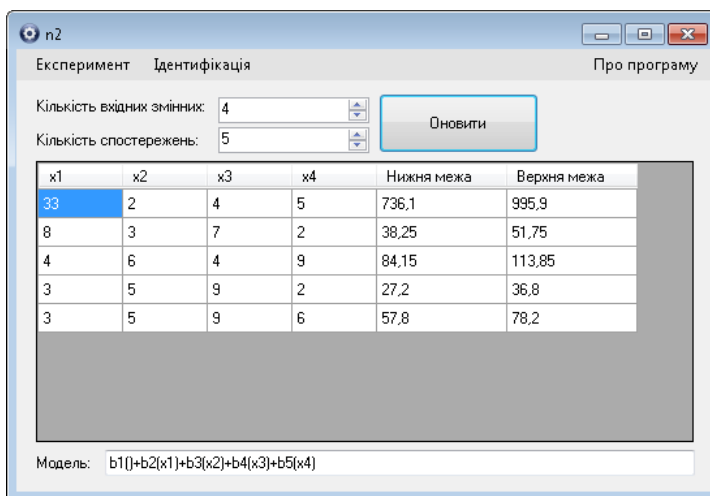 n2
Експеримент Ідентифікація Про програму
Кількість вхідних змінних: 4
Кількість спостережень: 5
Оновити
x1 x2 x3 x4 Нижня межа Верхня межа
33 2 4 5 736,1 995,9
8 3 7 2 38,25 51,75
4 6 4 9 84,15 113,85
3 5 9 2 27,2 36,8
3 5 9 6 57,8 78,2
Модель: b1()+b2(x1)+b3(x2)+b4(x3)+b5(x4)